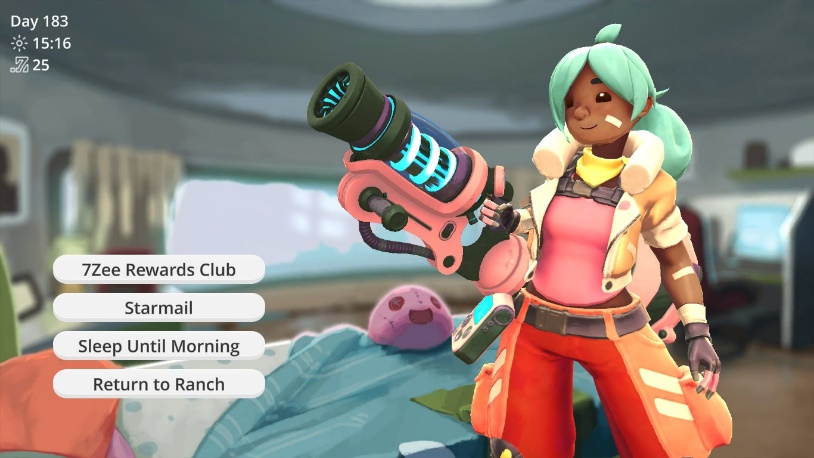 Day 183
15:16
25
7Zee Rewards Club
Starmail
Sleep Until Morning
Return to Ranch